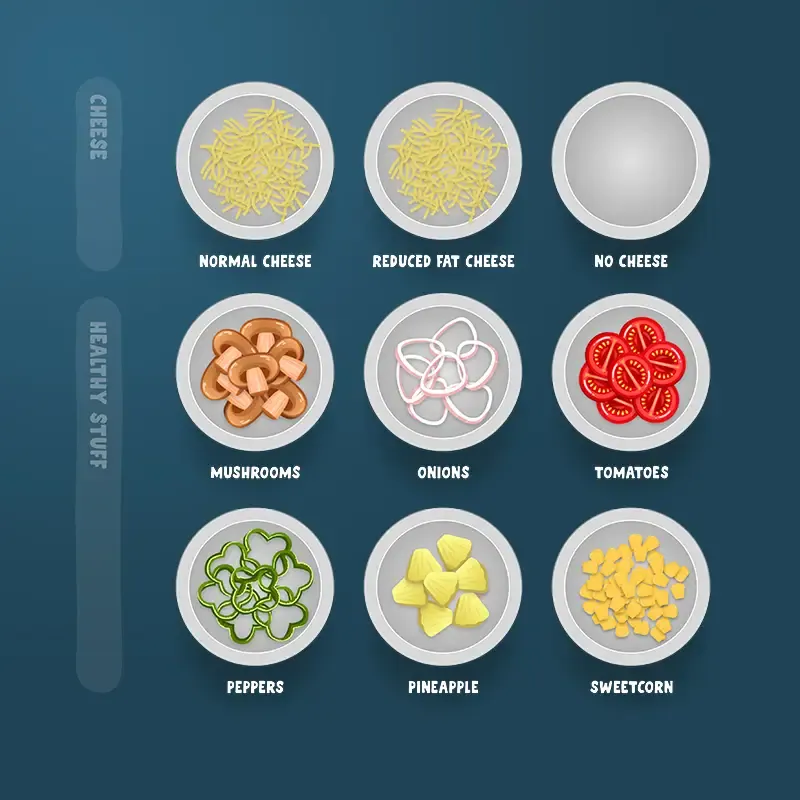 CHEESE
NORMAL CHEESE
REDUCED FAT CHEESE
NO CHEESE
HEALTHY STUFF
MUSHROOMS
ONIONS
TOMATOES
PEPPERS
PINEAPPLE
SWEETCORN